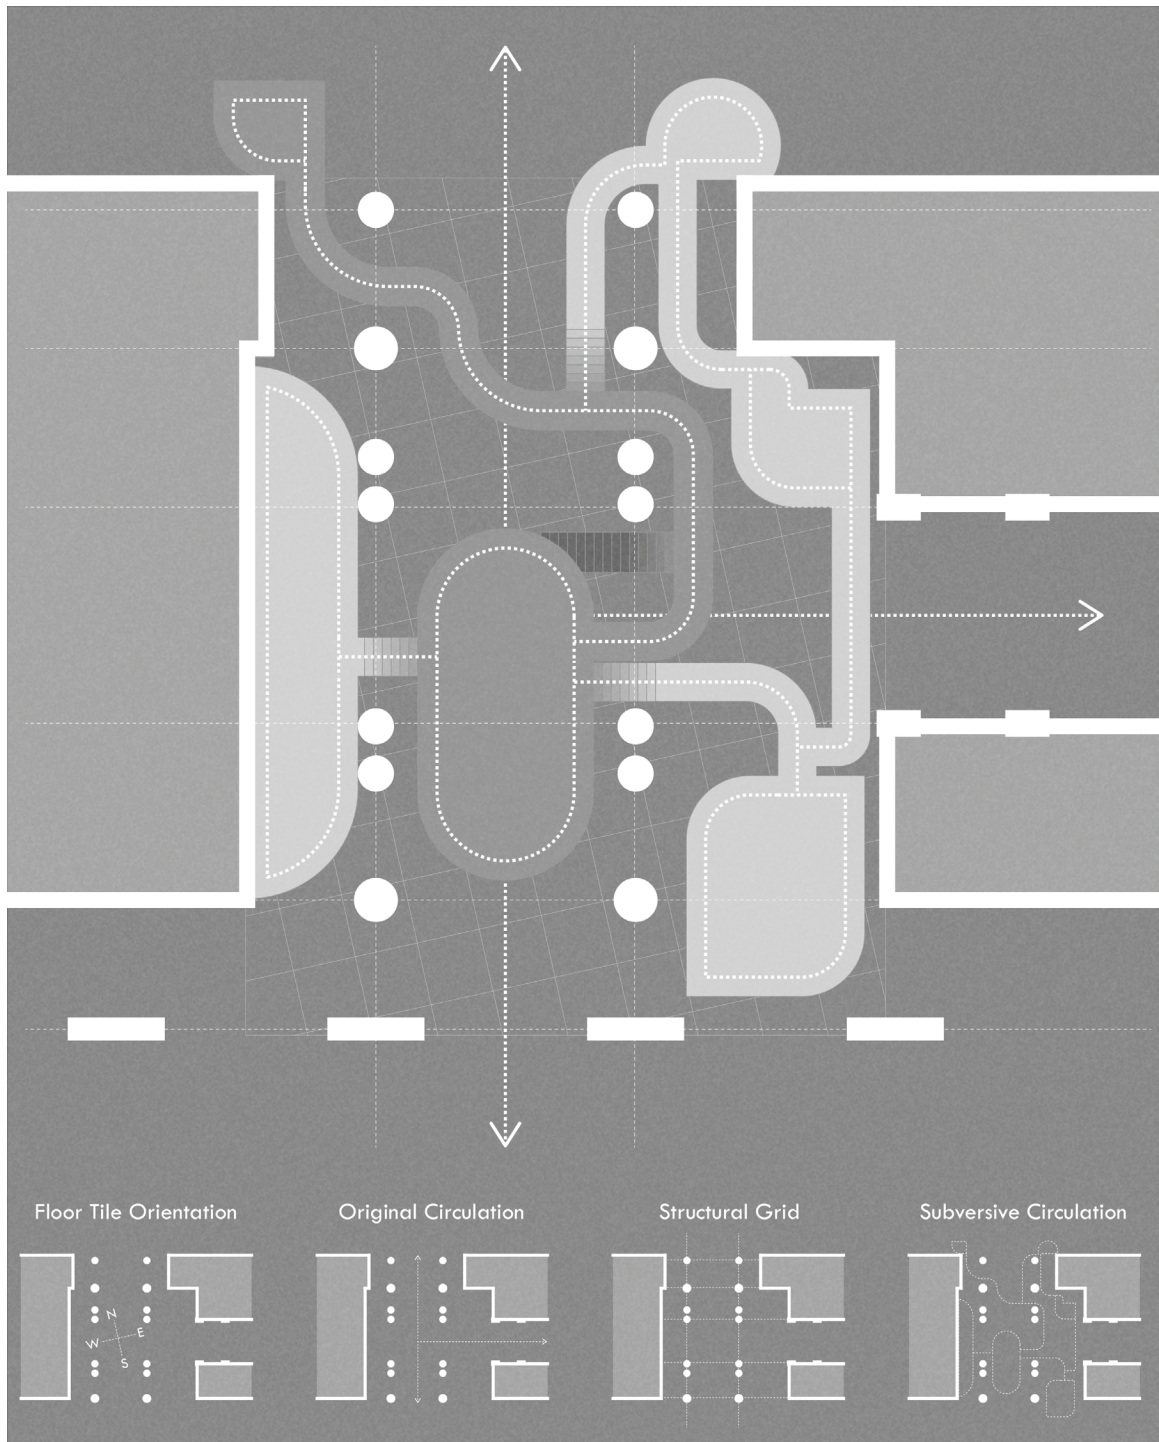 Floor Tile Orientation
Original Circulation
Structural Grid
Subversive Circulation
N
W
E
S